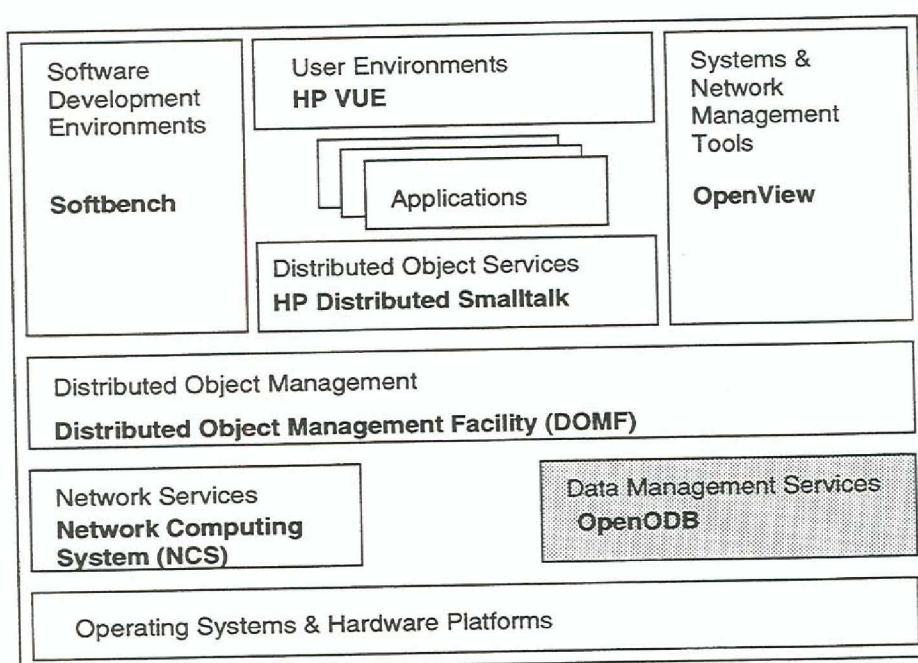 Software
Development
Environments
Softbench
User Environments
HP VUE
Applications
Distributed Object Services
HP Distributed Smalltalk
Systems &
Network
Management
Tools
OpenView
Distributed Object Management
Distributed Object Management Facility (DOMF)
Network Services
Network Computing
System (NCS)
Data Management Services
OpenODB
Operating Systems & Hardware Platforms